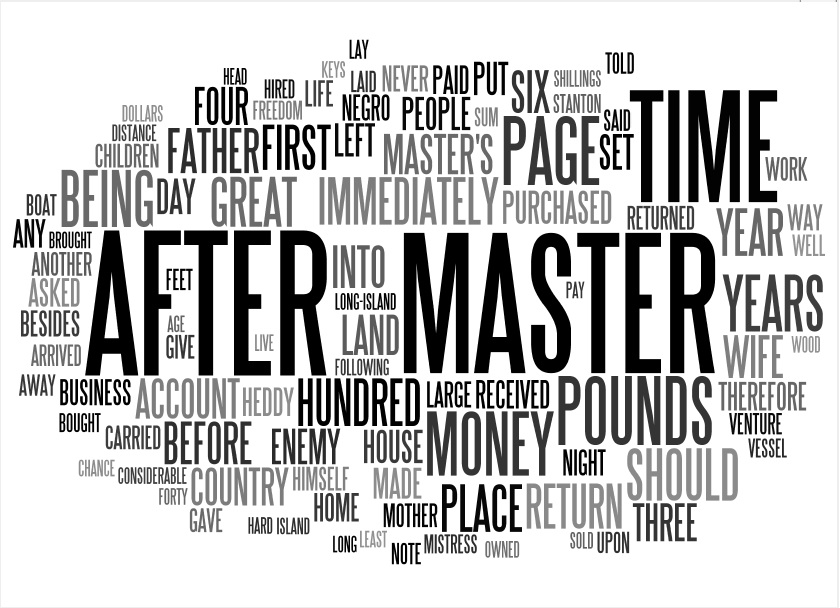 LAY
TOLD
HEAD HIRED KEYS LAID NEVER PAID PUT SIX SHILLINGS
FOUR FREEDOM LIFE NEGRO PEOPLE SUM STANTON SAID TIME
DOLLARS
DISTANCE
CHILDREN FATHER FIRST LEFT MASTER'S PAGE SET WORK
BOAT BEING DAY GREAT IMMEDIATELY PURCHASED RETURNED YEAR WAY
ANY BROUGHT WELL
ANOTHER AFTER FEET INTO MASTER PAY YEARS
ASKED LONG-ISLAND
BESIDES AGE LAND
ARRIVED GIVE LIVE WIFE WOOD
FOLLOWING
AWAY BUSINESS ACCOUNT HEDDY HUNDRED LARGE RECEIVED POUNDS THEREFORE
BOUGHT CARRIED BEFORE ENEMY HOUSE MONEY VENTURE
VESSEL
CHANCE CONSIDERABLE COUNTRY HIMSELF MADE NIGHT SHOULD
FORTY
GAVE HARD ISLAND HOME MOTHER PLACE RETURN THREE
LONG LEAST NOTE MISTRESS OWNED SOLD UPON